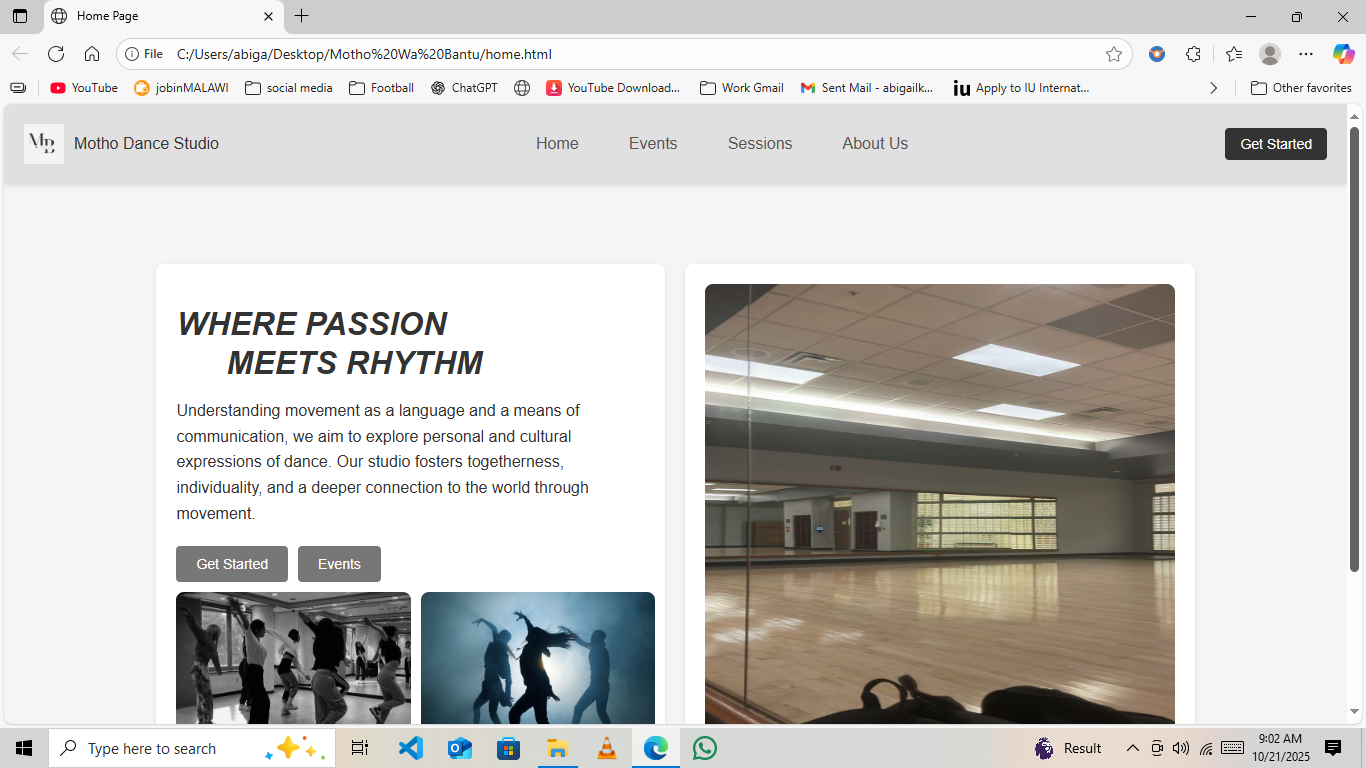 Home Page
File C:/Users/abiga/Desktop/Motho%20Wa%20Bantu/home.html
YouTube jobinMALAWI social media Football ChatGPT YouTube Download... Work Gmail Sent Mail - abigailk... iu Apply to IU Internat... Other favorites
MB Motho Dance Studio Home Events Sessions About Us Get Started
WHERE PASSION
MEETS RHYTHM
Understanding movement as a language and a means of
communication, we aim to explore personal and cultural
expressions of dance. Our studio fosters togetherness,
individuality, and a deeper connection to the world through
movement.
Get Started Events
Type here to search Result 9:02 AM
10/21/2025